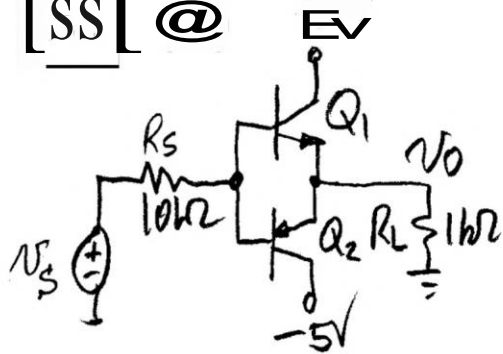 [SS[ @ Ev
Q₁
Rs
10kΩ
vo
Q₂ RL 1kΩ
vs + -
-5V